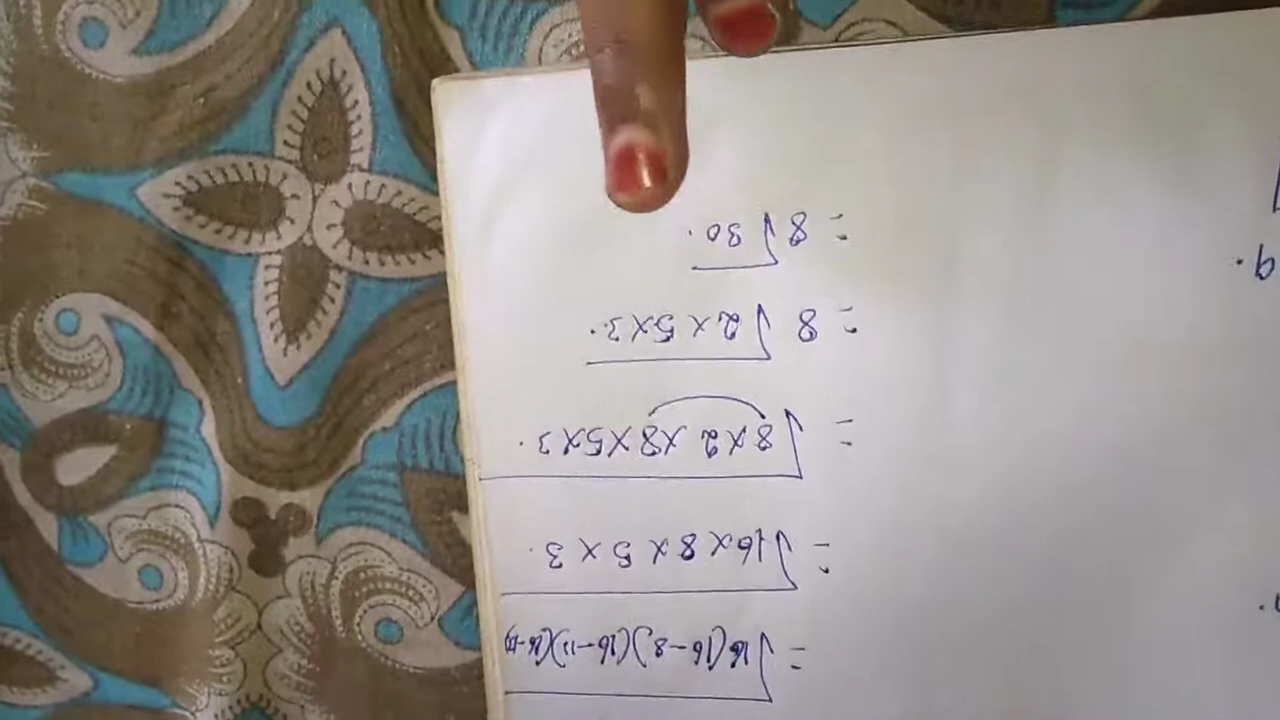 = √16(16-8)(16-11)(16-13)
= √16 x 8 x 5 x 3.
= √8 x 2 x 8 x 5 x 3.
= 8 √2 x 5 x 3.
= 8 √30.
9.